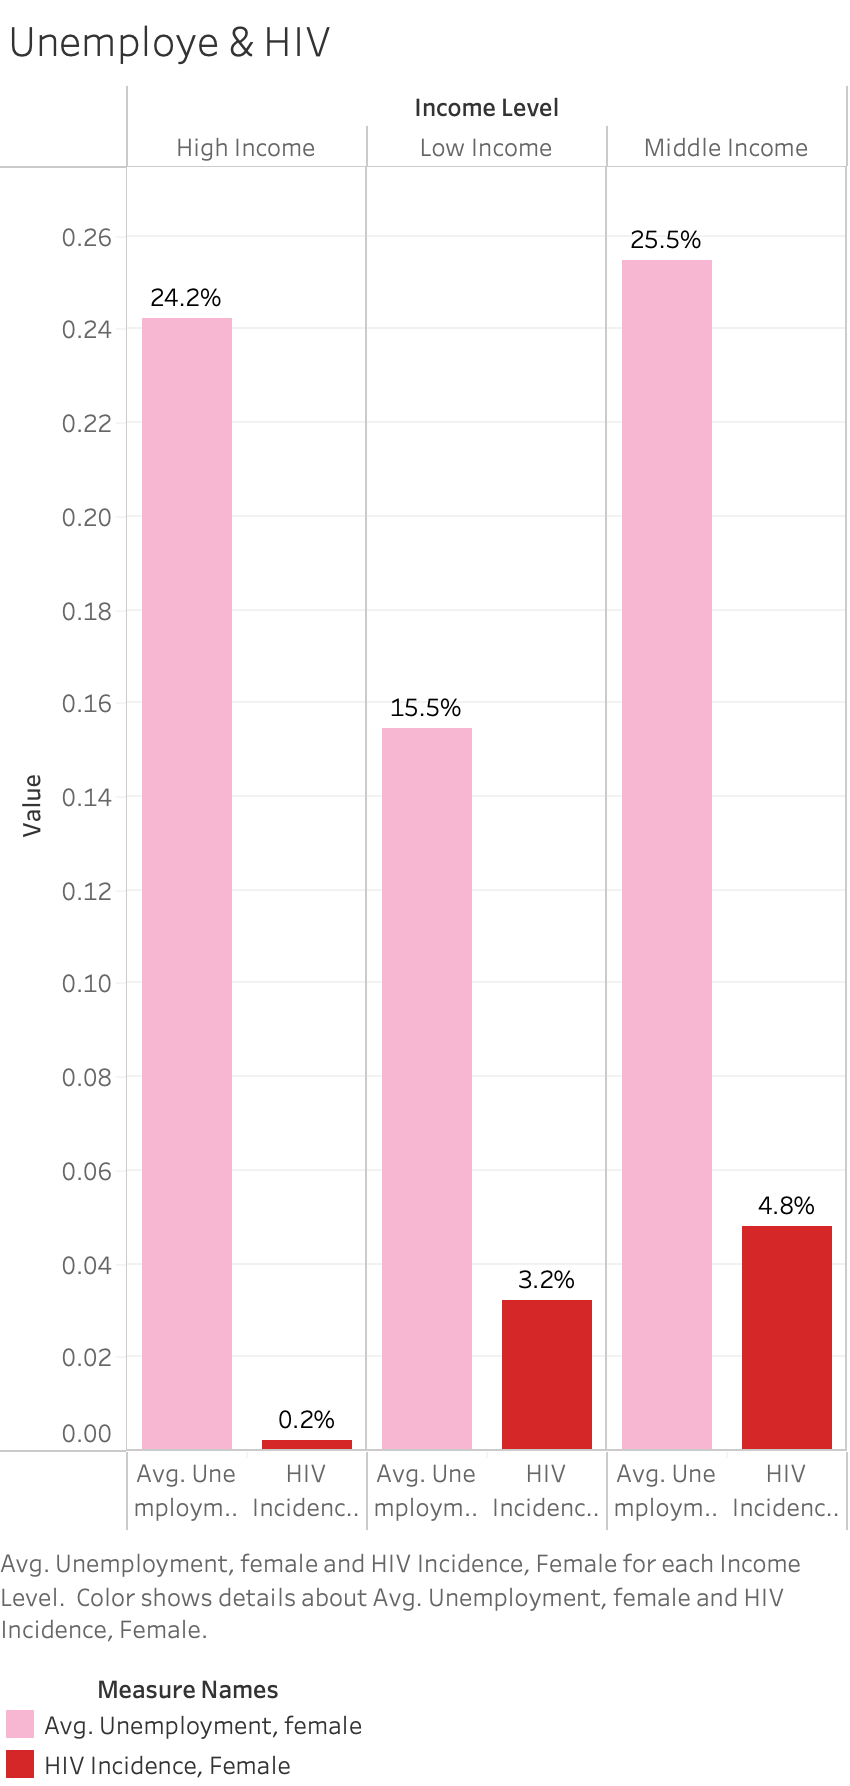 Unemploye & HIV
Income Level
High Income
Low Income
Middle Income
0.26
0.24
0.22
0.20
0.18
0.16
0.14
0.12
0.10
0.08
0.06
0.04
0.02
0.00
Value
24.2%
0.2%
15.5%
3.2%
25.5%
4.8%
Avg. Une
mploym..
HIV
Incidenc..
Avg. Une
mploym..
HIV
Incidenc..
Avg. Une
mploym..
HIV
Incidenc..
Avg. Unemployment, female and HIV Incidence, Female for each Income
Level. Color shows details about Avg. Unemployment, female and HIV
Incidence, Female.
Measure Names
Avg. Unemployment, female
HIV Incidence, Female